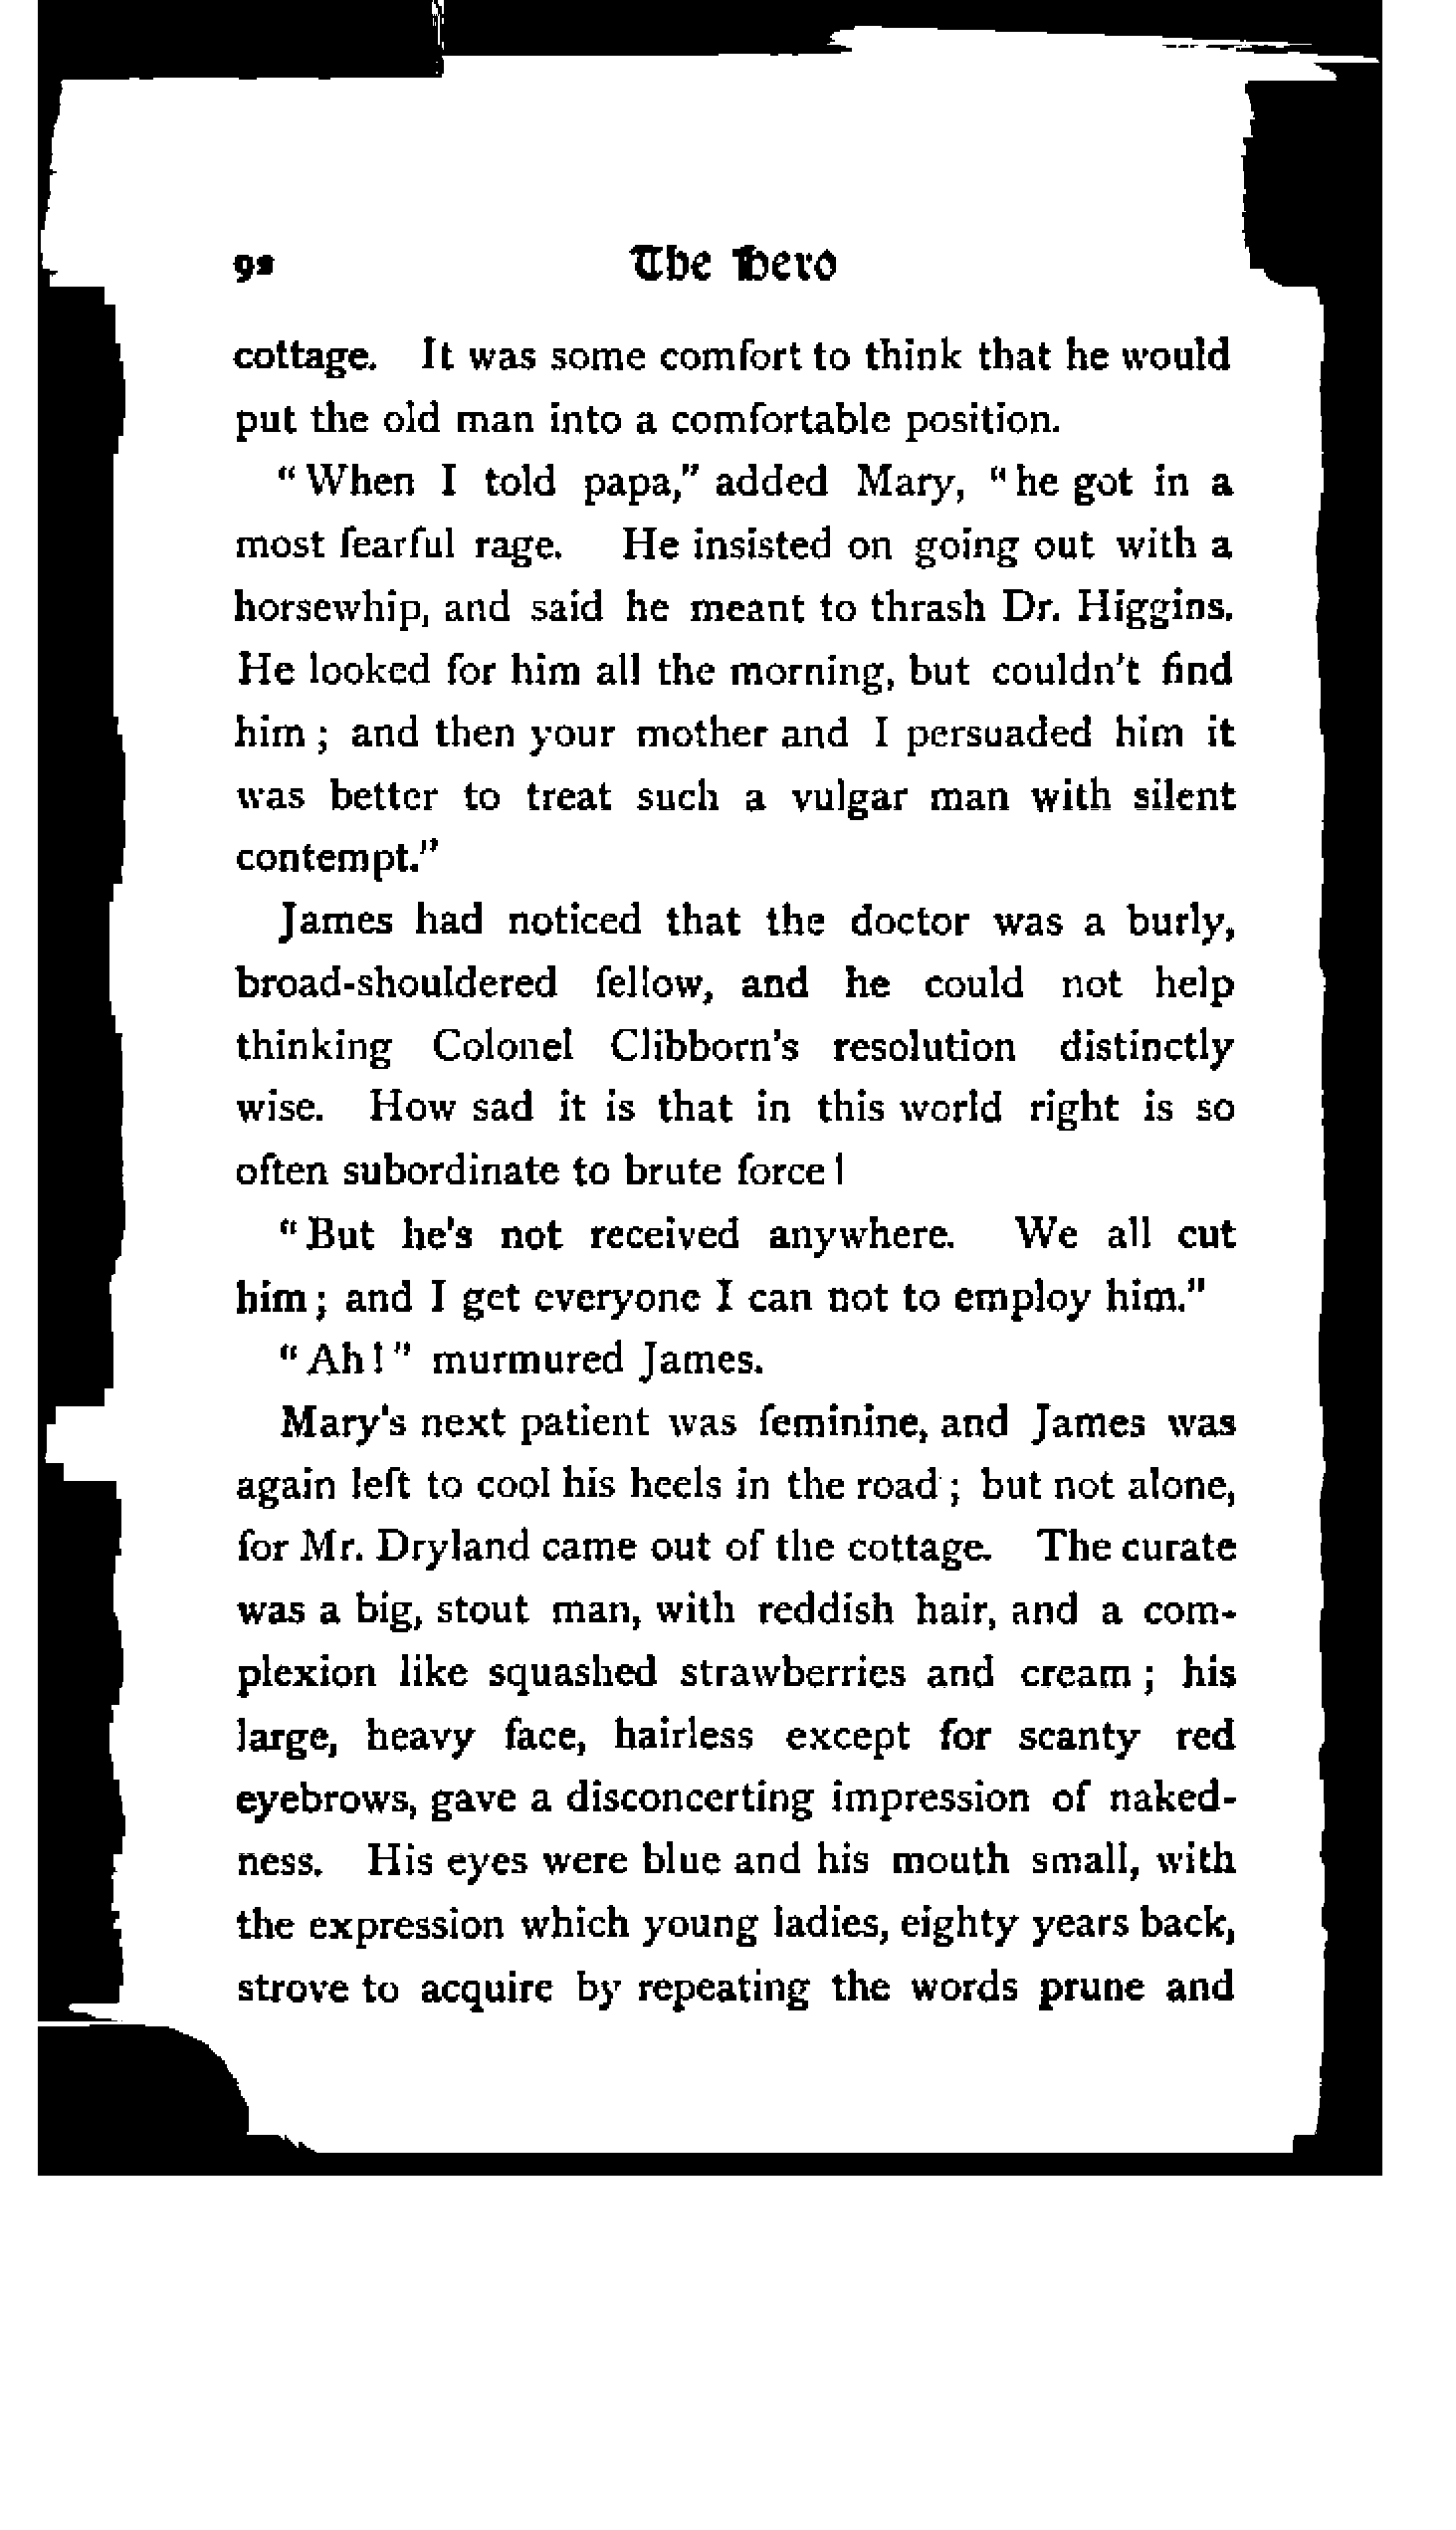 92 The Hero
cottage. It was some comfort to think that he would
put the old man into a comfortable position.
"When I told papa," added Mary, "he got in a
most fearful rage. He insisted on going out with a
horsewhip, and said he meant to thrash Dr. Higgins.
He looked for him all the morning, but couldn't find
him; and then your mother and I persuaded him it
was better to treat such a vulgar man with silent
contempt."
James had noticed that the doctor was a burly,
broad-shouldered fellow, and he could not help
thinking Colonel Clibborn's resolution distinctly
wise. How sad it is that in this world right is so
often subordinate to brute force!
"But he's not received anywhere. We all cut
him; and I get everyone I can not to employ him."
"Ah!" murmured James.
Mary's next patient was feminine, and James was
again left to cool his heels in the road; but not alone,
for Mr. Dryland came out of the cottage. The curate
was a big, stout man, with reddish hair, and a com-
plexion like squashed strawberries and cream; his
large, heavy face, hairless except for scanty red
eyebrows, gave a disconcerting impression of naked-
ness. His eyes were blue and his mouth small, with
the expression which young ladies, eighty years back,
strove to acquire by repeating the words prune and